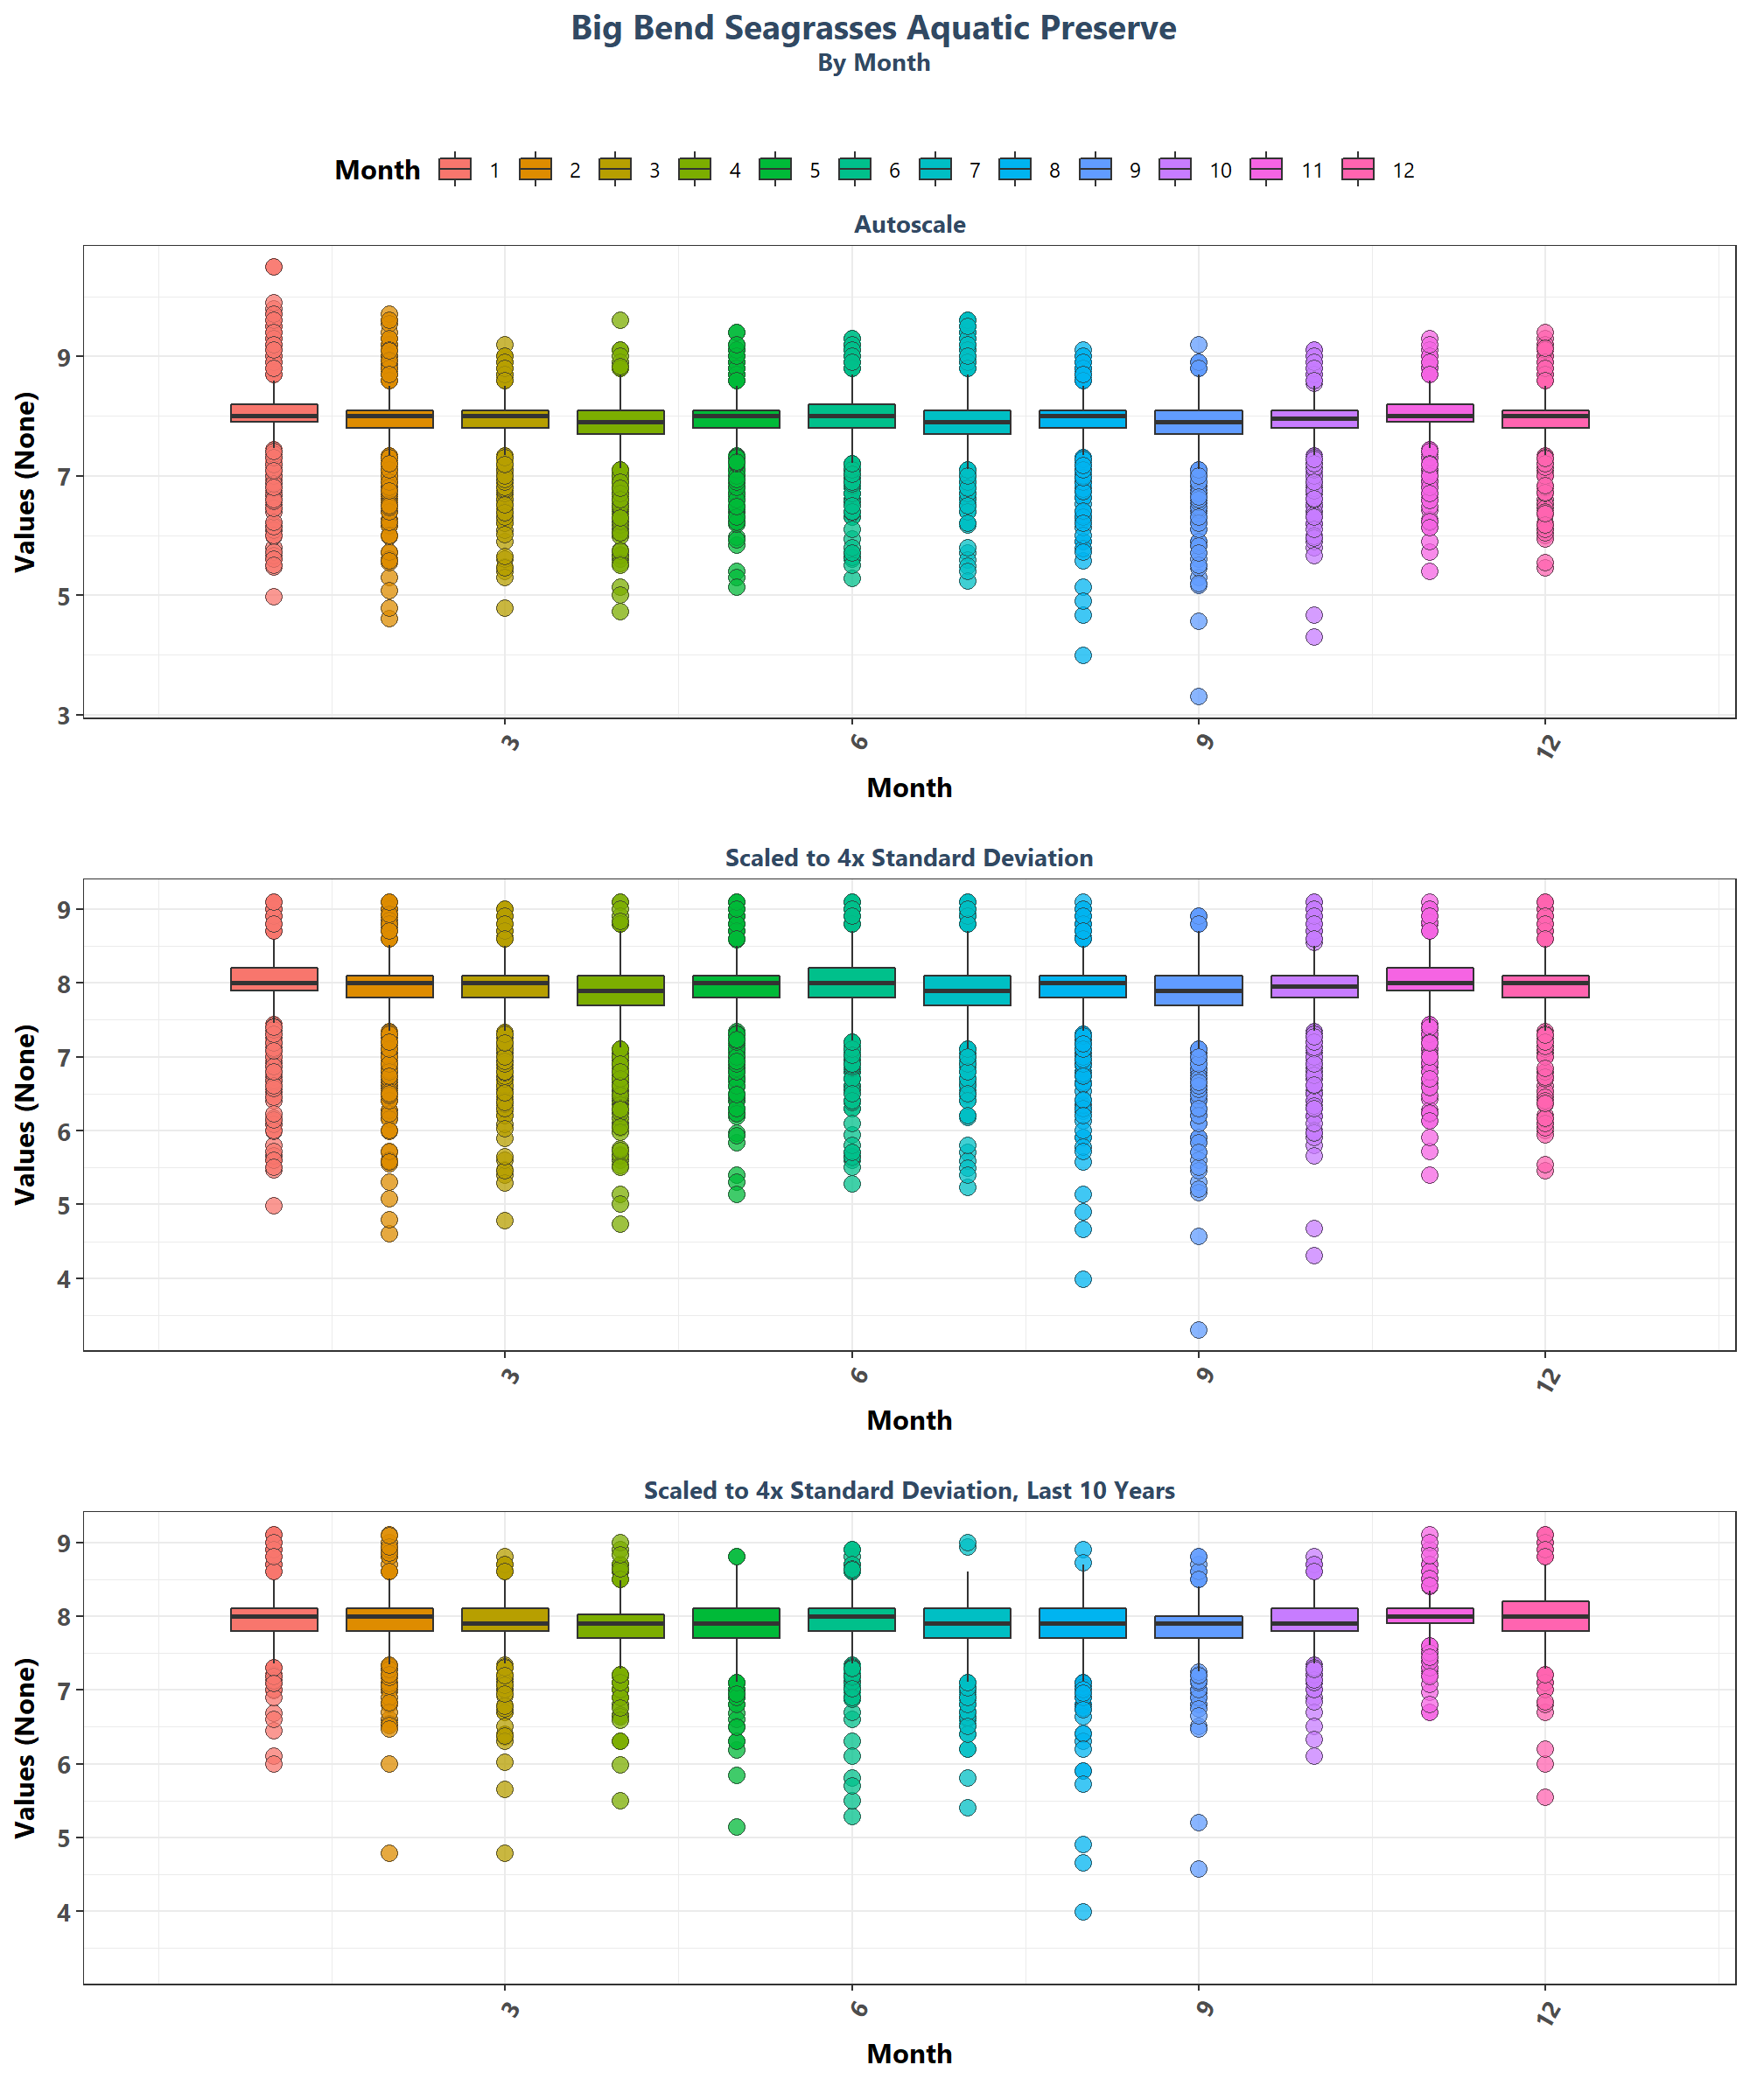 Big Bend Seagrasses Aquatic Preserve
By Month
Month 1 2 3 4 5 6 7 8 9 10 11 12
Autoscale
Values (None)
9
7
5
3
3 6 9 12
Month
Scaled to 4x Standard Deviation
Values (None)
9
8
7
6
5
4
3 6 9 12
Month
Scaled to 4x Standard Deviation, Last 10 Years
Values (None)
9
8
7
6
5
4
3 6 9 12
Month